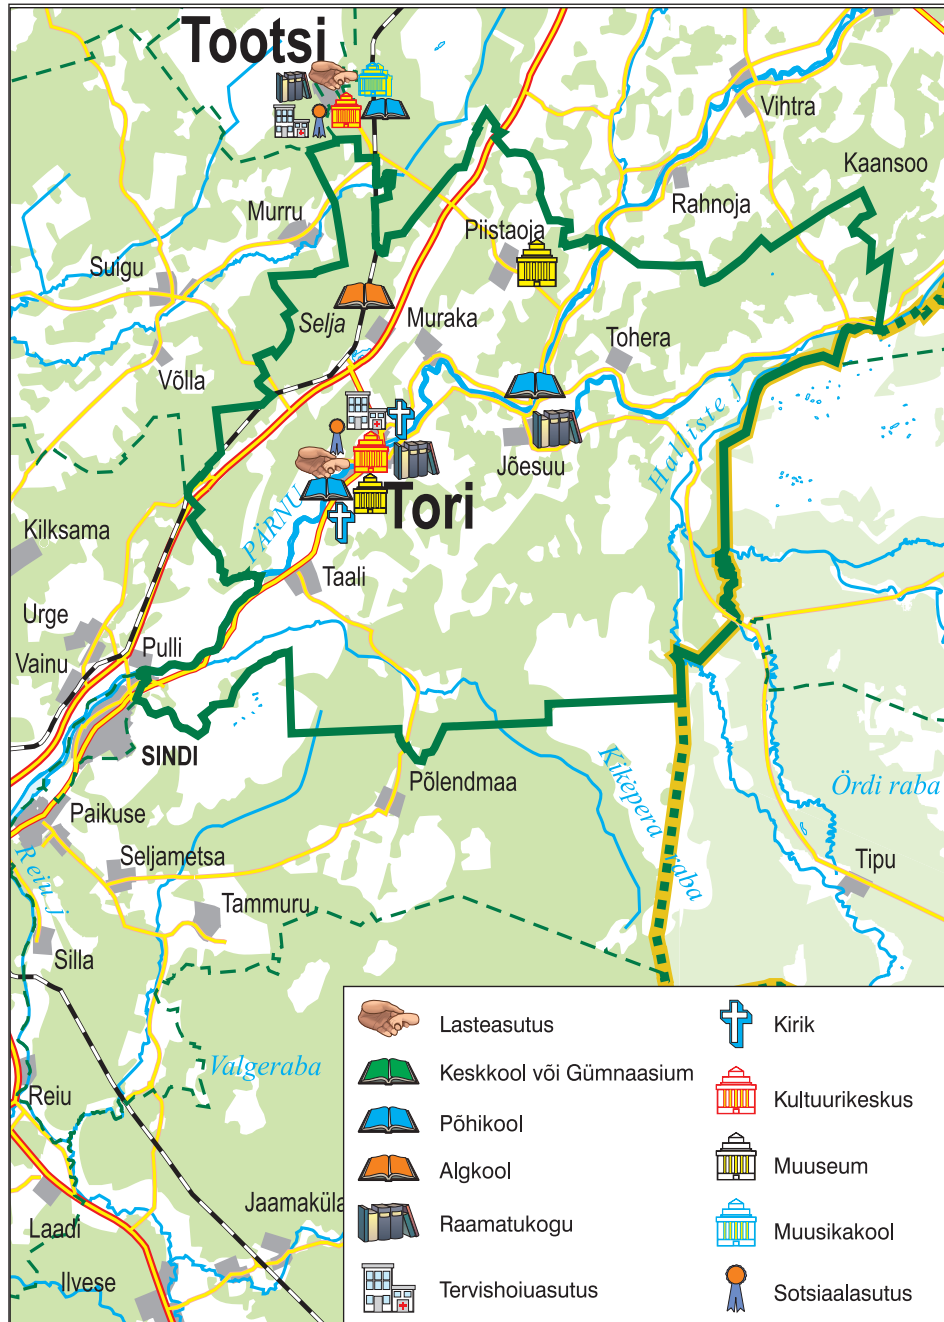 Tootsi
Vihtra
Kaansoo
Rahnoja
Murru
Piistaoja
Suigu
Selja
Muraka
Tohera
Võlla
Halliste j
Jõesuu
PÄRNU
Tori
Kilksama
Taali
Urge
Pulli
Vainu
SINDI
Põlendmaa
Kikepera raba
Ördi raba
Paikuse
Reiu j
Seljametsa
Tipu
Tammuru
Silla
Valgeraba
Reiu
Jaamaküla
Laadi
Ilvese
Lasteasutus
Keskkool või Gümnaasium
Põhikool
Algkool
Raamatukogu
Tervishoiuasutus
Kirik
Kultuurikeskus
Muuseum
Muusikakool
Sotsiaalasutus